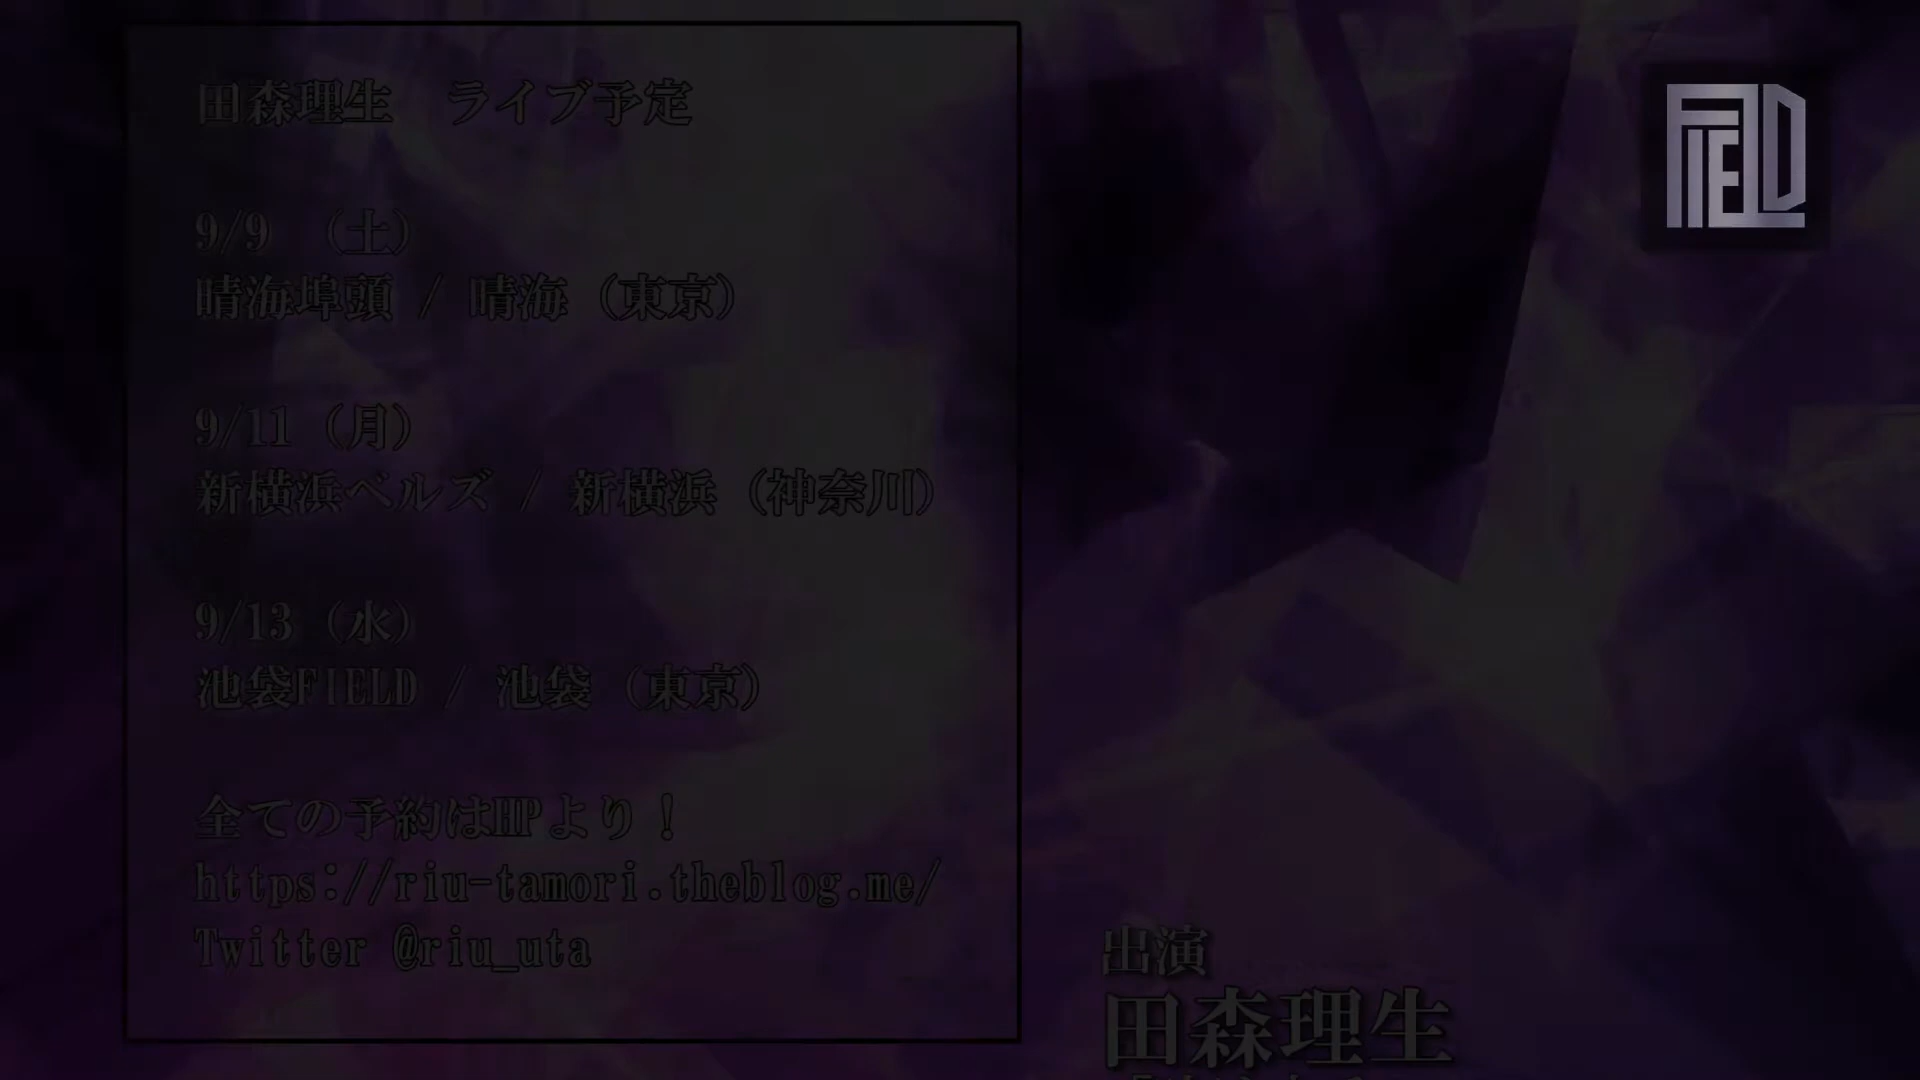 田森理生　ライブ予定
9/9　（土）
晴海埠頭 / 晴海（東京）
9/11（月）
新横浜ベルズ / 新横浜（神奈川）
9/13（水）
池袋FIELD / 池袋（東京）
全ての予約はHPより！
https://riu-tamori.theblog.me/
Twitter @riu_uta
FIELD
出演
田森理生